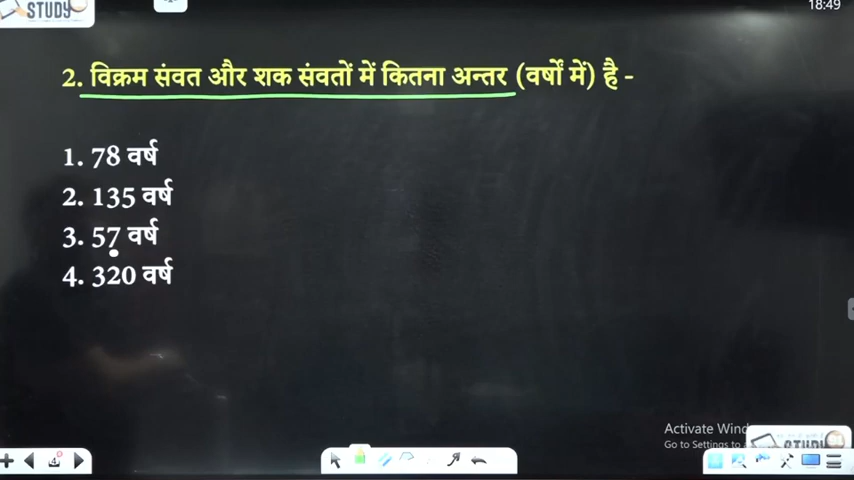 STUDY
18:49
2. विक्रम संवत और शक संवतों में कितना अन्तर (वर्षों में) है -
1. 78 वर्ष
2. 135 वर्ष
3. 57 वर्ष
4. 320 वर्ष
Activate Wind
Go to Settings to
STUDY